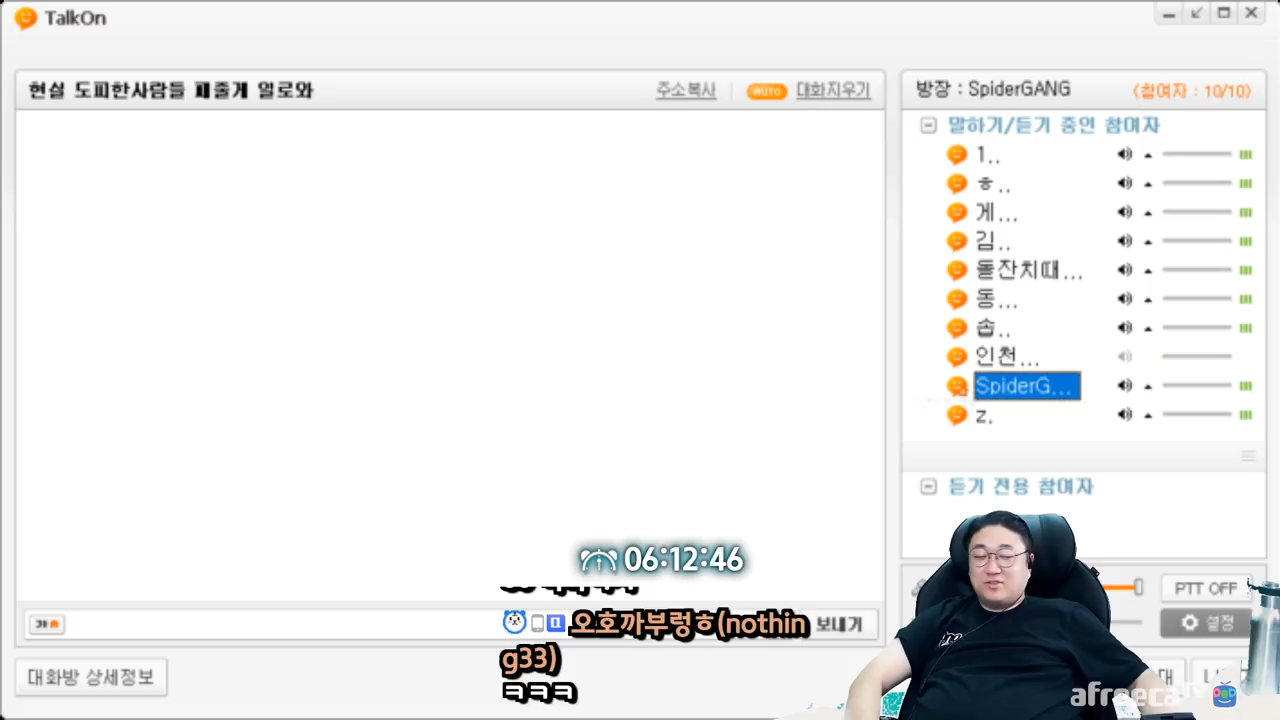 TalkOn
현실 도피한사람들 패줄게 일로와
주소복사
AUTO
대화지우기
방장 : SpiderGANG
(참여자 : 10/10)
말하기/듣기 중인 참여자
1..
ㅎ..
게...
김..
돌잔치때...
동...
솝..
인천...
SpiderG...
z.
듣기 전용 참여자
06:12:46
PTT OFF
가
오호까부렁ㅎ(nothin
g33)
ㅋㅋㅋ
보내기
설정
대화방 상세정보
afreecaTV